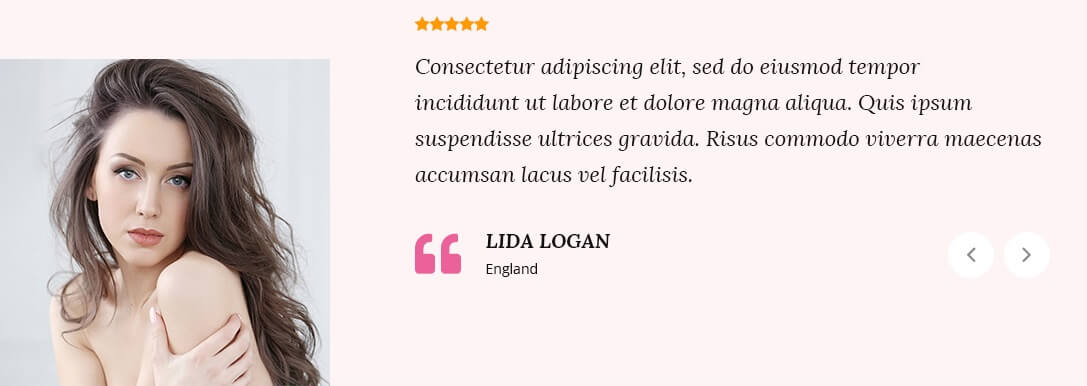 Consectetur adipiscing elit, sed do eiusmod tempor
incididunt ut labore et dolore magna aliqua. Quis ipsum
suspendisse ultrices gravida. Risus commodo viverra maecenas
accumsan lacus vel facilisis.
LIDA LOGAN
England